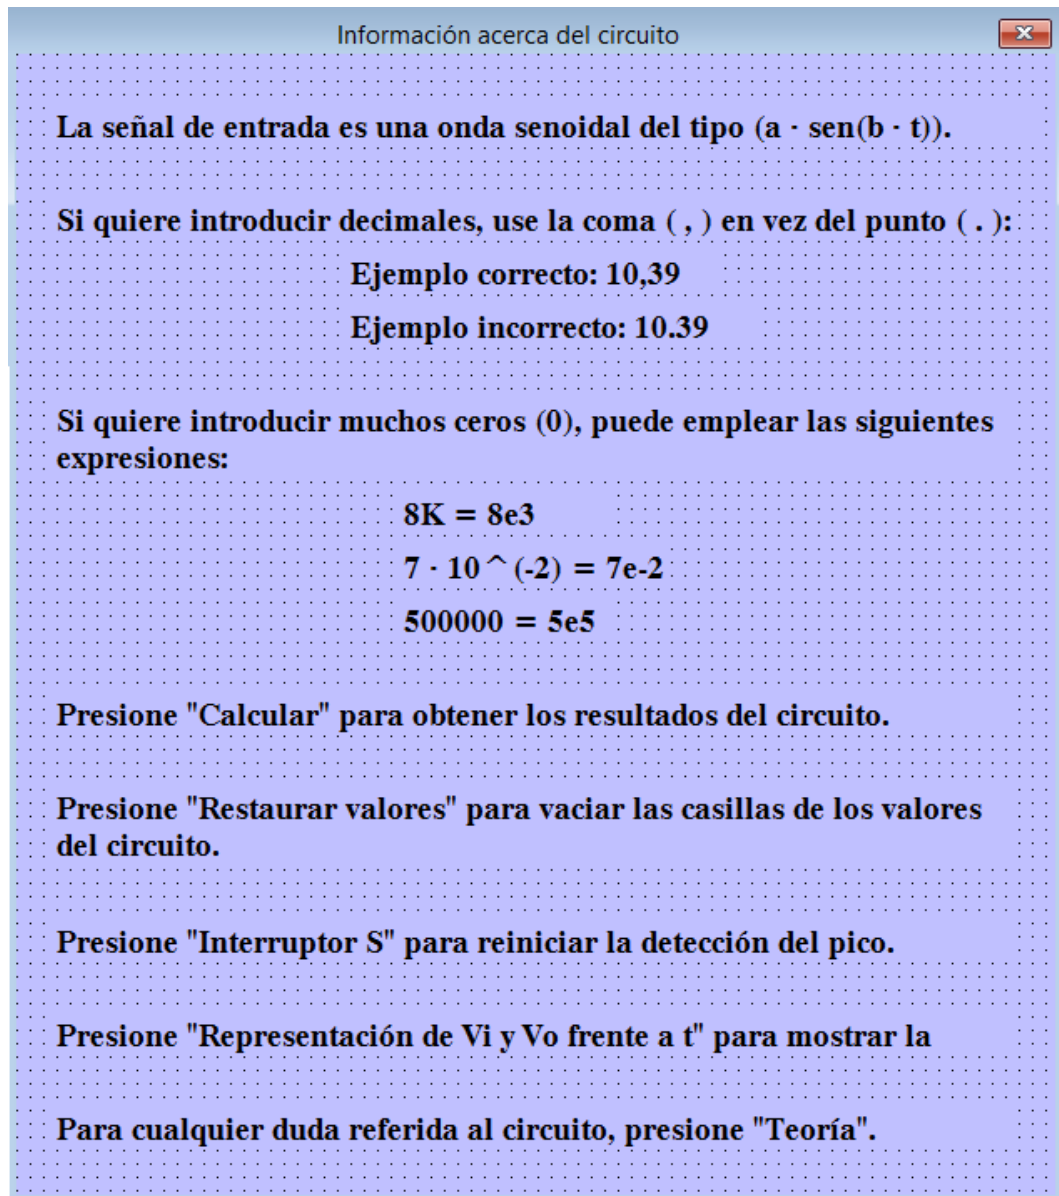 Información acerca del circuito
La señal de entrada es una onda senoidal del tipo (a · sen(b · t)).
Si quiere introducir decimales, use la coma ( , ) en vez del punto ( . ):
Ejemplo correcto: 10,39
Ejemplo incorrecto: 10.39
Si quiere introducir muchos ceros (0), puede emplear las siguientes
expresiones:
8K = 8e3
7 · 10^(-2) = 7e-2
500000 = 5e5
Presione "Calcular" para obtener los resultados del circuito.
Presione "Restaurar valores" para vaciar las casillas de los valores
del circuito.
Presione "Interruptor S" para reiniciar la detección del pico.
Presione "Representación de Vi y Vo frente a t" para mostrar la
Para cualquier duda referida al circuito, presione "Teoría".